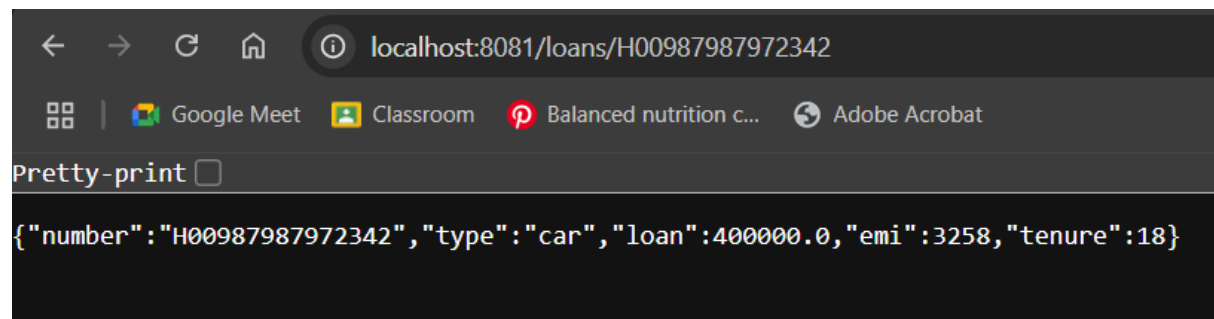 localhost:8081/loans/H00987987972342
Google Meet Classroom Balanced nutrition c... Adobe Acrobat
Pretty-print
{"number":"H00987987972342","type":"car","loan":400000.0,"emi":3258,"tenure":18}